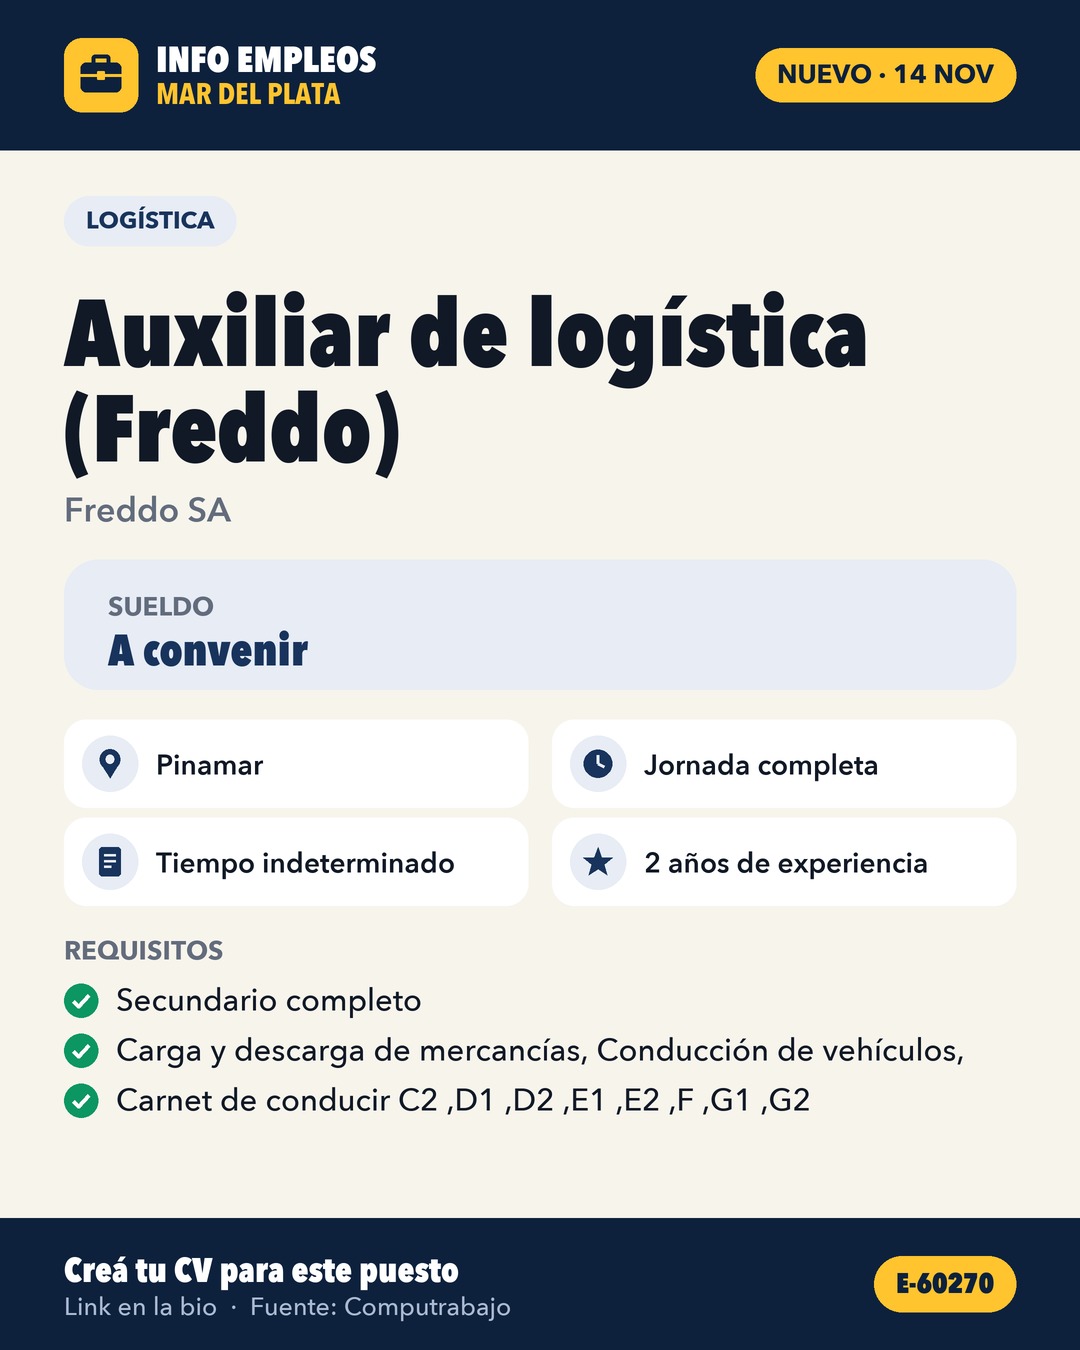 INFO EMPLEOS
MAR DEL PLATA
NUEVO · 14 NOV
LOGÍSTICA
Auxiliar de logística
(Freddo)
Freddo SA
SUELDO
A convenir
Pinamar
Jornada completa
Tiempo indeterminado
2 años de experiencia
REQUISITOS
Secundario completo
Carga y descarga de mercancías, Conducción de vehículos,
Carnet de conducir C2 ,D1 ,D2 ,E1 ,E2 ,F ,G1 ,G2
Creá tu CV para este puesto
Link en la bio · Fuente: Computrabajo
E-60270